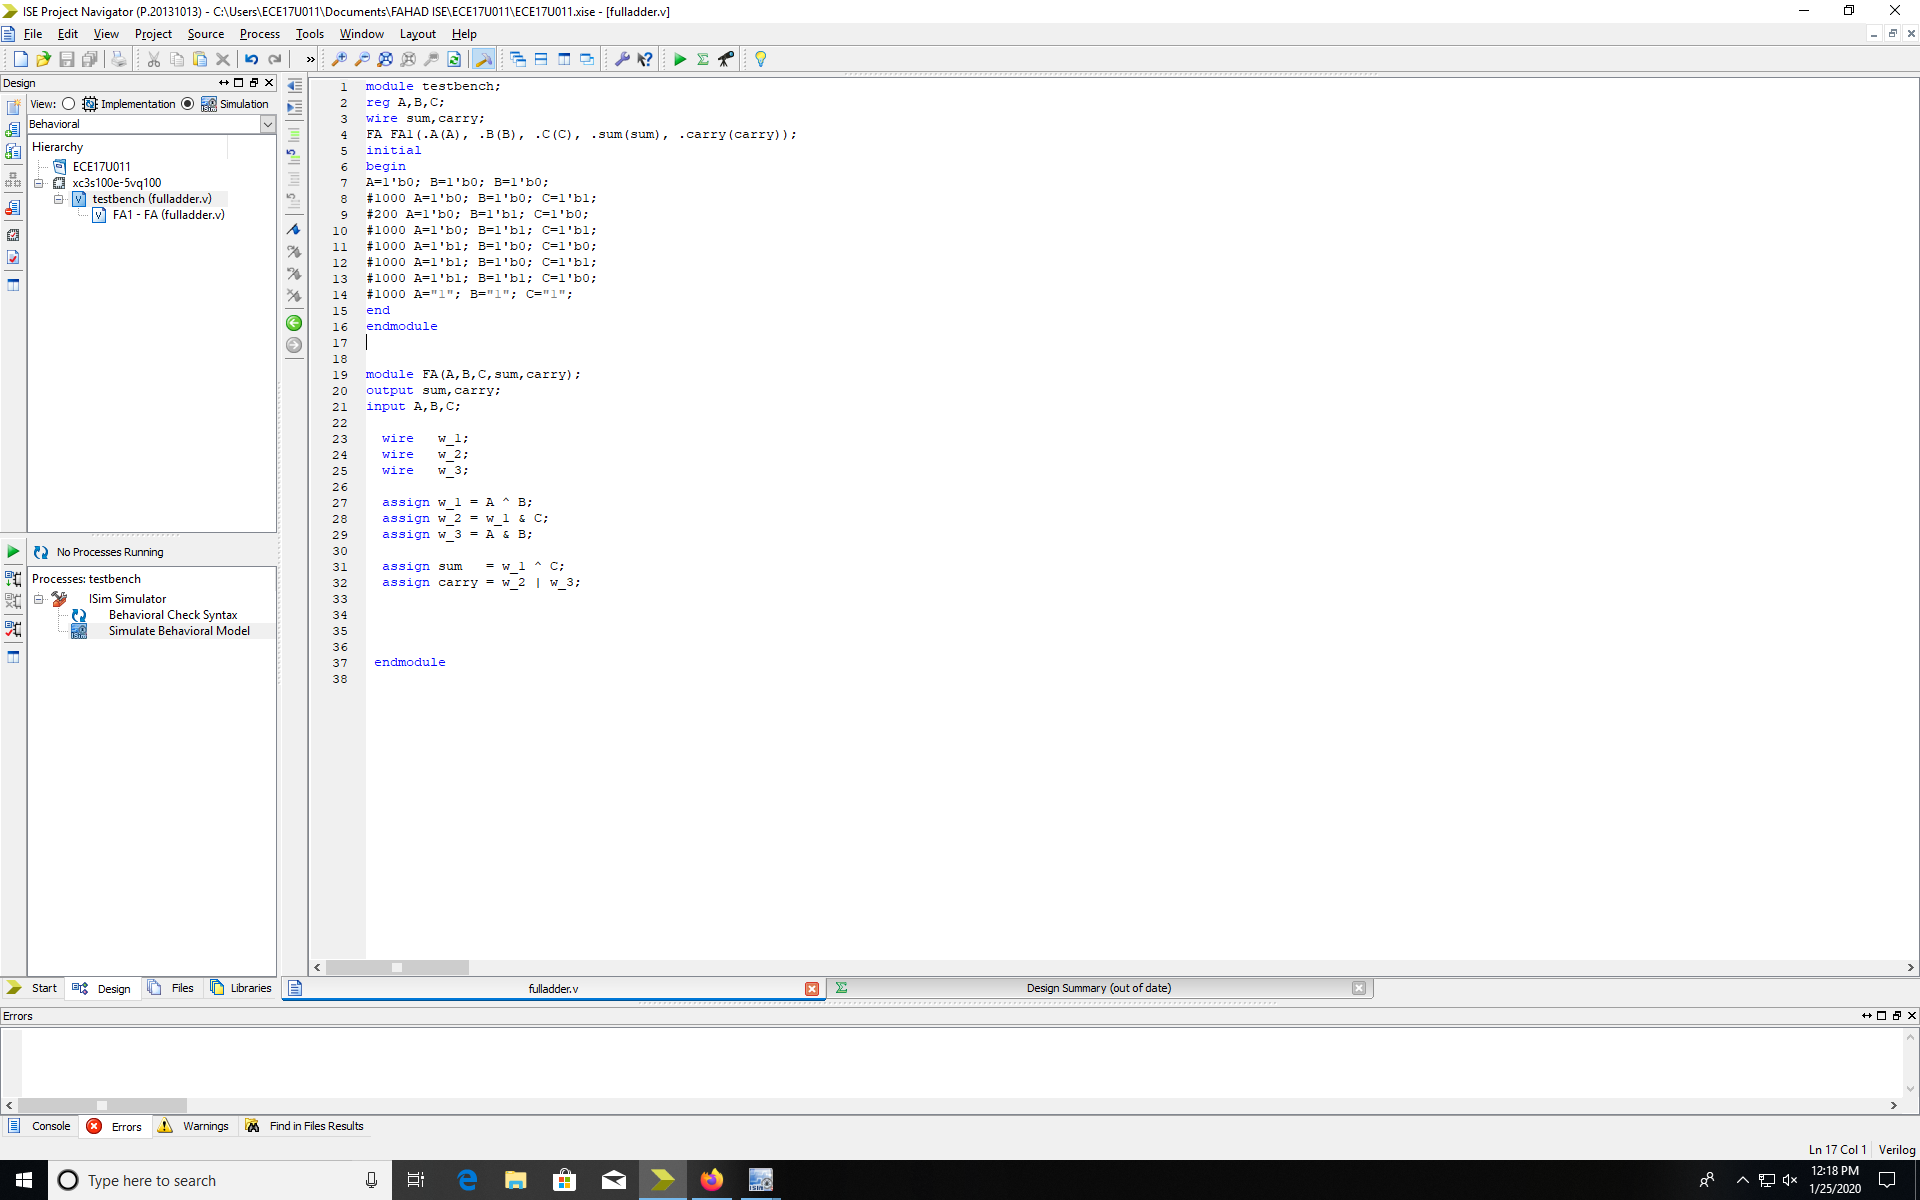 ISE Project Navigator (P.20131013) - C:\Users\ECE17U011\Documents\FAHAD ISE\ECE17U011\ECE17U011.xise - [fulladder.v]
File Edit View Project Source Process Tools Window Layout Help
Design
View: Implementation Simulation
Behavioral
Hierarchy
ECE17U011
xc3s100e-5vq100
testbench (fulladder.v)
FA1 - FA (fulladder.v)
No Processes Running
Processes: testbench
ISim Simulator
Behavioral Check Syntax
Simulate Behavioral Model
1 module testbench;
2 reg A,B,C;
3 wire sum,carry;
4 FA FA1(.A(A), .B(B), .C(C), .sum(sum), .carry(carry));
5 initial
6 begin
7 A=1'b0; B=1'b0; B=1'b0;
8 #1000 A=1'b0; B=1'b0; C=1'b1;
9 #200 A=1'b0; B=1'b1; C=1'b0;
10 #1000 A=1'b0; B=1'b1; C=1'b1;
11 #1000 A=1'b1; B=1'b0; C=1'b0;
12 #1000 A=1'b1; B=1'b0; C=1'b1;
13 #1000 A=1'b1; B=1'b1; C=1'b0;
14 #1000 A="1"; B="1"; C="1";
15 end
16 endmodule
17
18
19 module FA(A,B,C,sum,carry);
20 output sum,carry;
21 input A,B,C;
22
23 wire w_1;
24 wire w_2;
25 wire w_3;
26
27 assign w_1 = A ^ B;
28 assign w_2 = w_1 & C;
29 assign w_3 = A & B;
30
31 assign sum = w_1 ^ C;
32 assign carry = w_2 | w_3;
33
34
35
36
37 endmodule
38
Start Design Files Libraries
fulladder.v
Design Summary (out of date)
Errors
Console Errors Warnings Find in Files Results
Ln 17 Col 1 Verilog
Type here to search
12:18 PM
1/25/2020